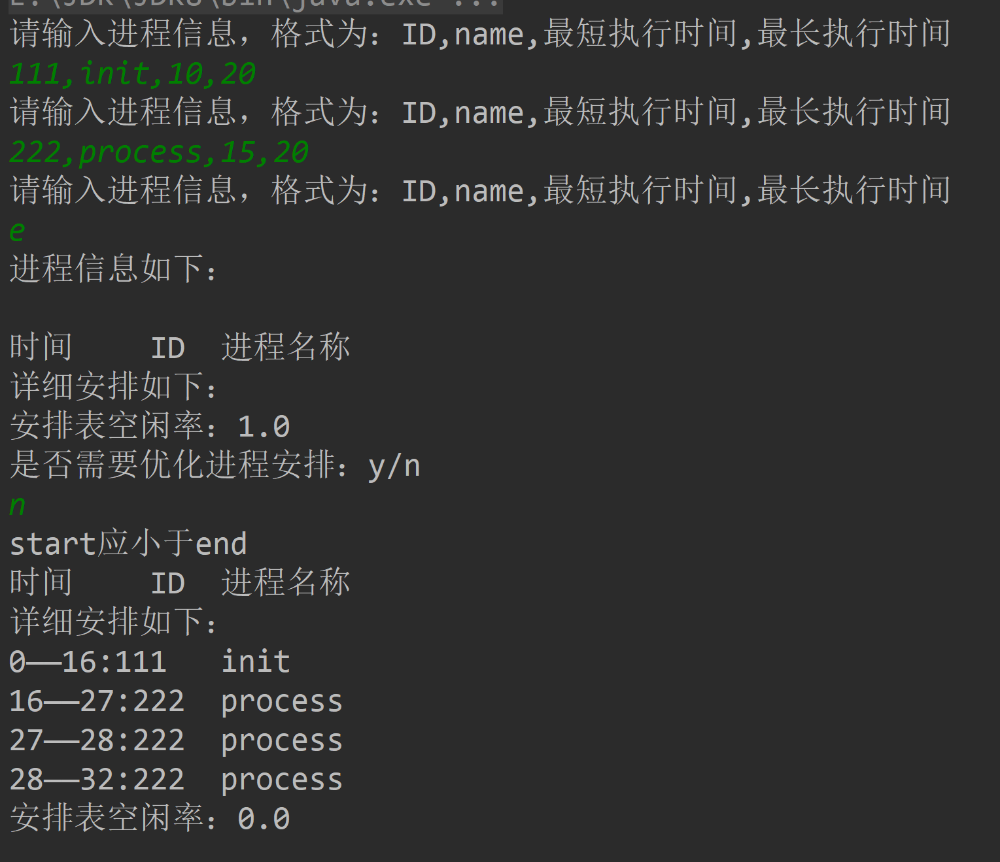 E:\JDK\JDK8\bin\java.exe ...
请输入进程信息，格式为：ID,name,最短执行时间,最长执行时间
111,init,10,20
请输入进程信息，格式为：ID,name,最短执行时间,最长执行时间
222,process,15,20
请输入进程信息，格式为：ID,name,最短执行时间,最长执行时间
e
进程信息如下：
时间 ID 进程名称
详细安排如下：
安排表空闲率：1.0
是否需要优化进程安排：y/n
n
start应小于end
时间 ID 进程名称
详细安排如下：
0——16:111 init
16——27:222 process
27——28:222 process
28——32:222 process
安排表空闲率：0.0